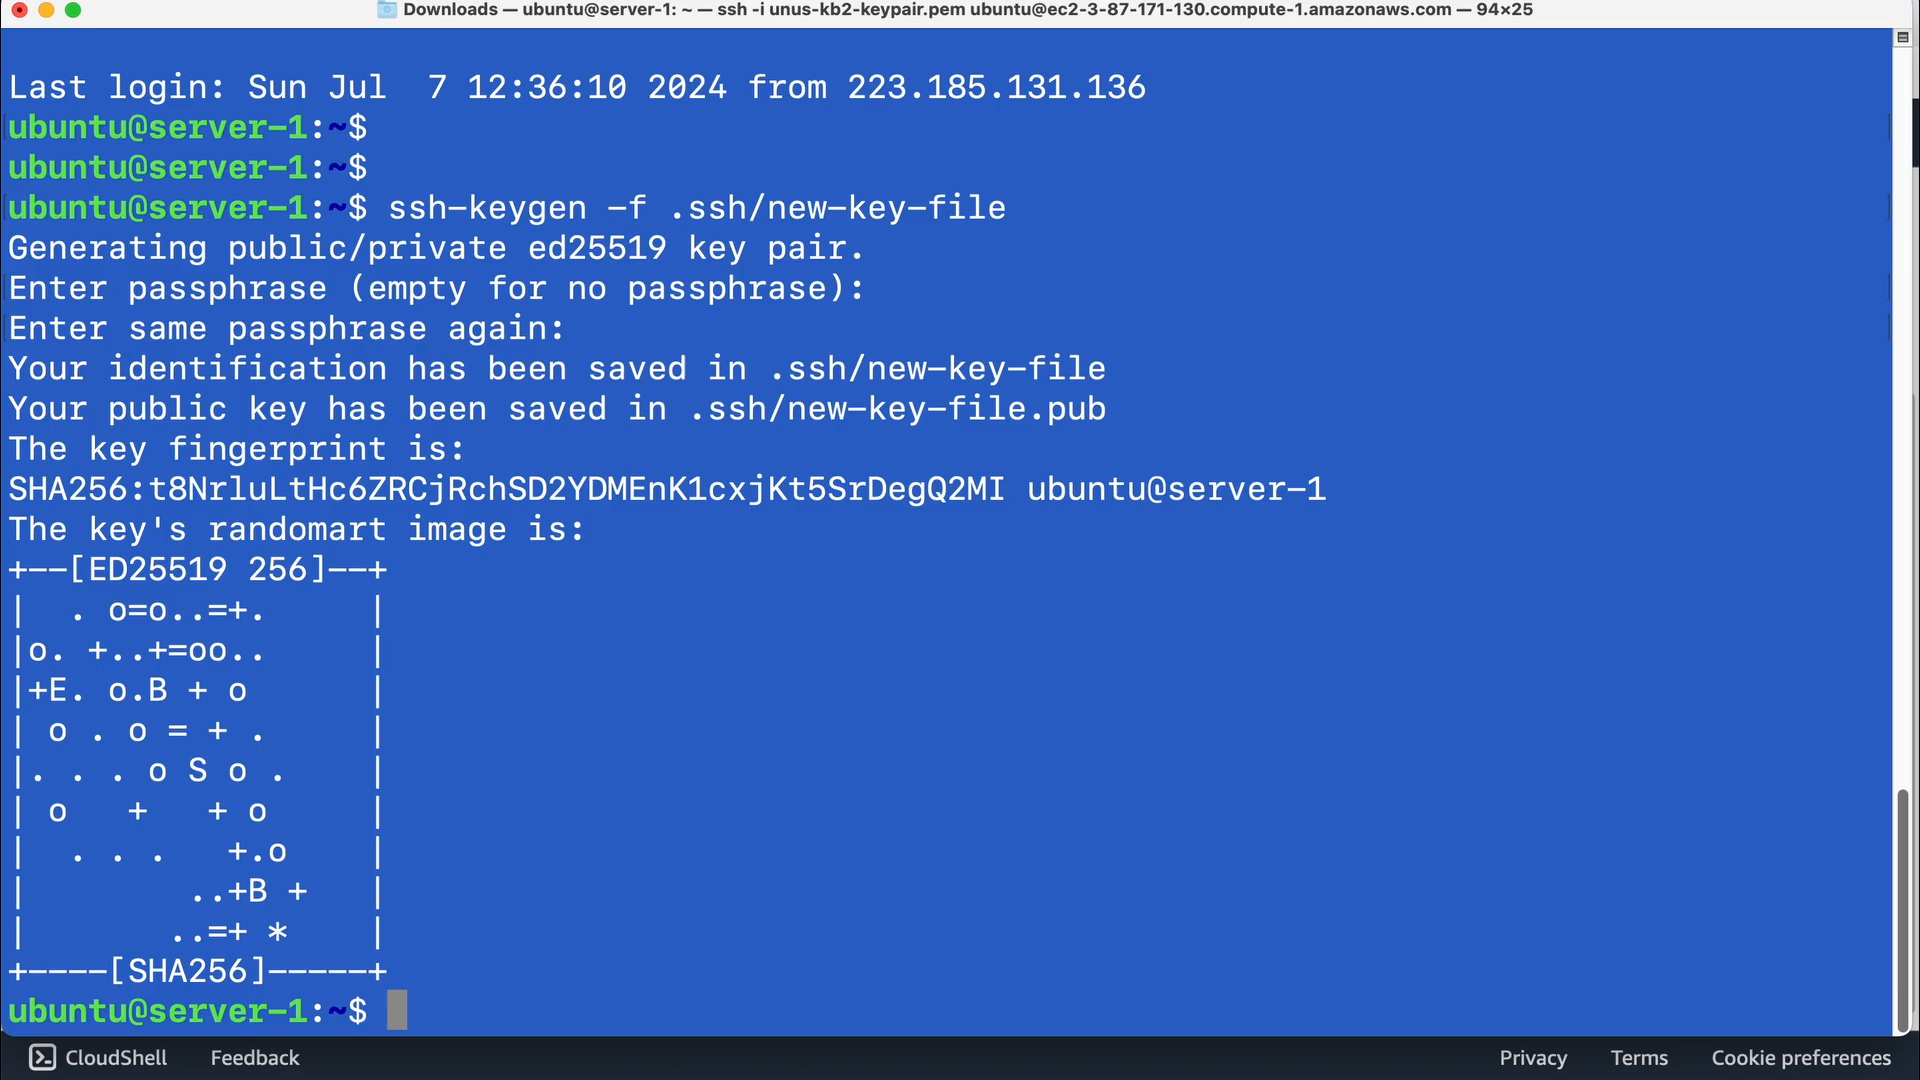 Downloads — ubuntu@server-1: ~ — ssh -i unus-kb2-keypair.pem ubuntu@ec2-3-87-171-130.compute-1.amazonaws.com — 94×25
Last login: Sun Jul  7 12:36:10 2024 from 223.185.131.136
ubuntu@server-1:~$
ubuntu@server-1:~$
ubuntu@server-1:~$ ssh-keygen -f .ssh/new-key-file
Generating public/private ed25519 key pair.
Enter passphrase (empty for no passphrase):
Enter same passphrase again:
Your identification has been saved in .ssh/new-key-file
Your public key has been saved in .ssh/new-key-file.pub
The key fingerprint is:
SHA256:t8NrluLtHc6ZRCjRchSD2YDMEnK1cxjKt5SrDegQ2MI ubuntu@server-1
The key's randomart image is:
+--[ED25519 256]--+
|  . o=o..=+.     |
|o. +..+=oo..     |
|+E. o.B + o      |
| o . o = + .     |
|. . . o S o .    |
| o   +   + o     |
|  . . .   +.o    |
|        ..+B +   |
|       ..=+ *    |
+----[SHA256]-----+
ubuntu@server-1:~$
CloudShell Feedback Privacy Terms Cookie preferences